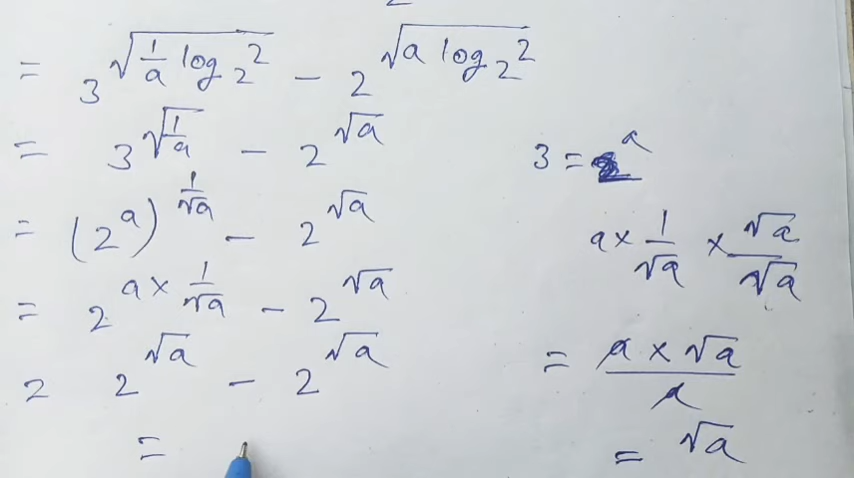 = 3^√(1/a log₂2) − 2^√(a log₂2)
= 3^√(1/a) − 2^√a
= (2^a)^(1/√a) − 2^√a
= 2^(a × 1/√a) − 2^√a
= 2^√a − 2^√a
=
3 = 2^a
a × 1/√a × √a/√a
= a × √a / a
= √a